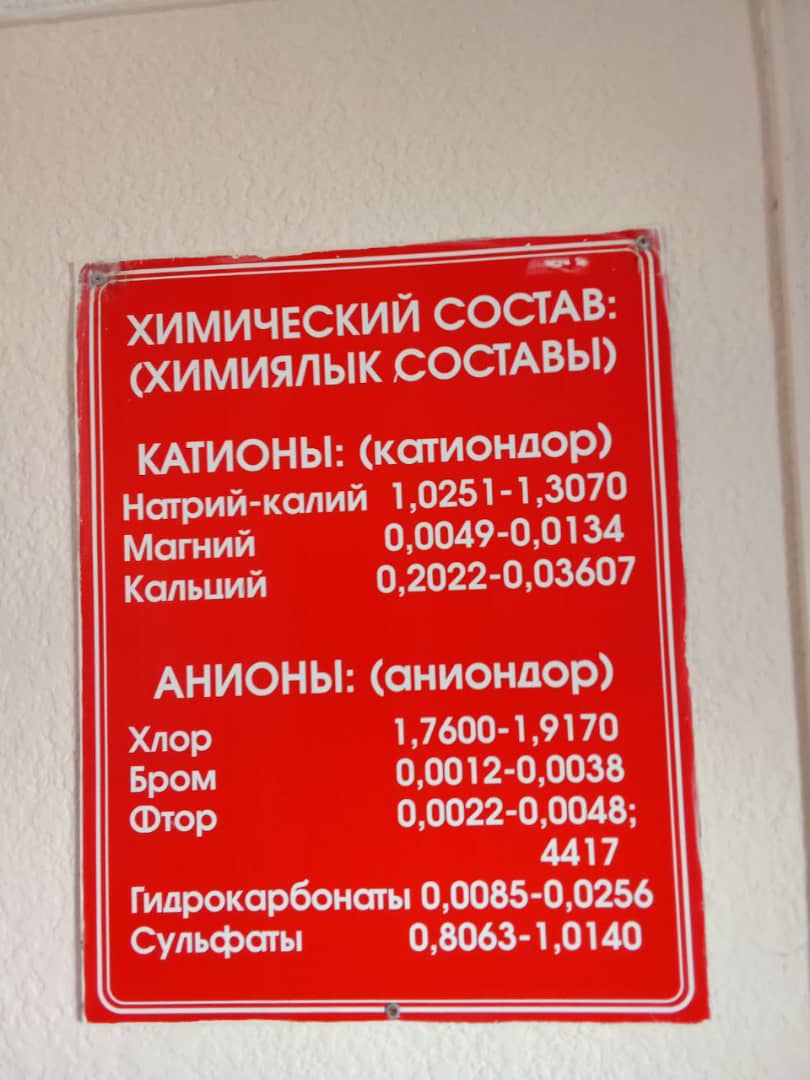 ХИМИЧЕСКИЙ СОСТАВ:
(ХИМИЯЛЫК СОСТАВЫ)
КАТИОНЫ: (катиондор)
Натрий-калий 1,0251-1,3070
Магний 0,0049-0,0134
Кальций 0,2022-0,03607
АНИОНЫ: (аниондор)
Хлор 1,7600-1,9170
Бром 0,0012-0,0038
Фтор 0,0022-0,0048;
4417
Гидрокарбонаты 0,0085-0,0256
Сульфаты 0,8063-1,0140